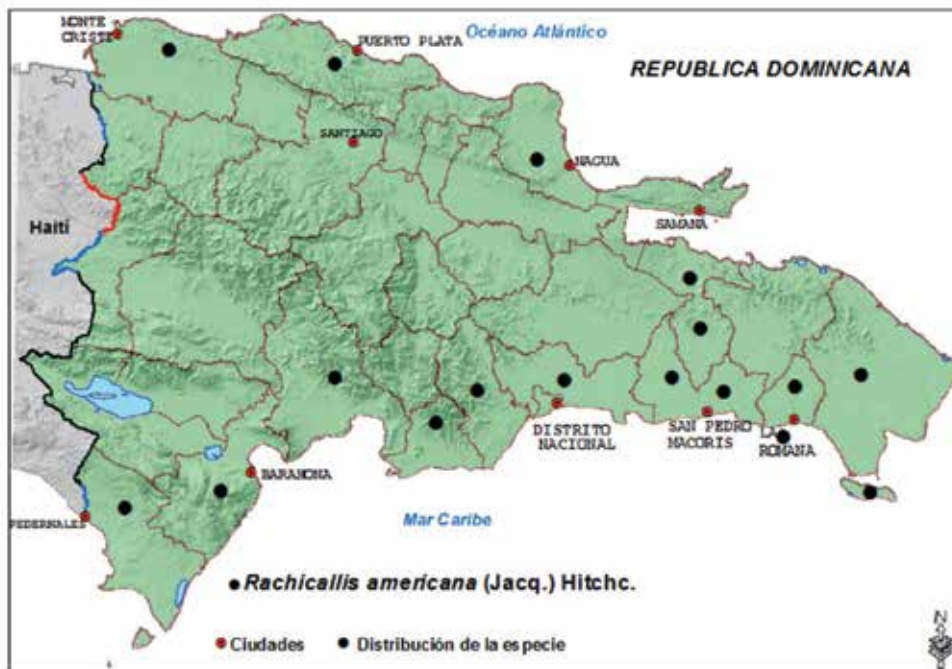 MONTE
CRISTI
PUERTO PLATA
Océano Atlántico
REPUBLICA DOMINICANA
SANTIAGO
NAGUA
SAMANA
Haití
DISTRITO
NACIONAL
SAN PEDRO
MACORIS
LA
ROMANA
BARAHONA
PEDERNALES
Mar Caribe
Rachicallis americana (Jacq.) Hitchc.
Ciudades
Distribución de la especie